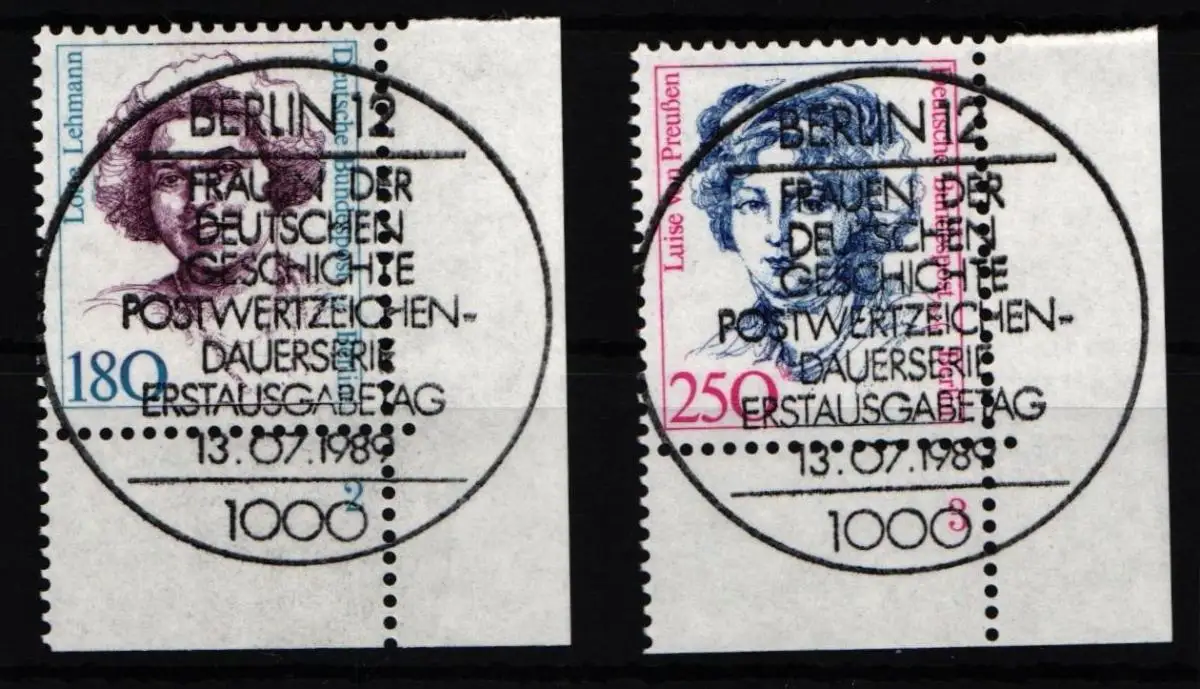 Lotte Lehmann
Deutsche Bundespost Berlin
180
BERLIN 12
FRAUEN DER
DEUTSCHEN
GESCHICHTE
POSTWERTZEICHEN-
DAUERSERIE
ERSTAUSGABETAG
13.07.1989
1000
2
Luise von Preußen
Deutsche Bundespost Berlin
250
BERLIN 12
FRAUEN DER
DEUTSCHEN
GESCHICHTE
POSTWERTZEICHEN-
DAUERSERIE
ERSTAUSGABETAG
13.07.1989
1000
3